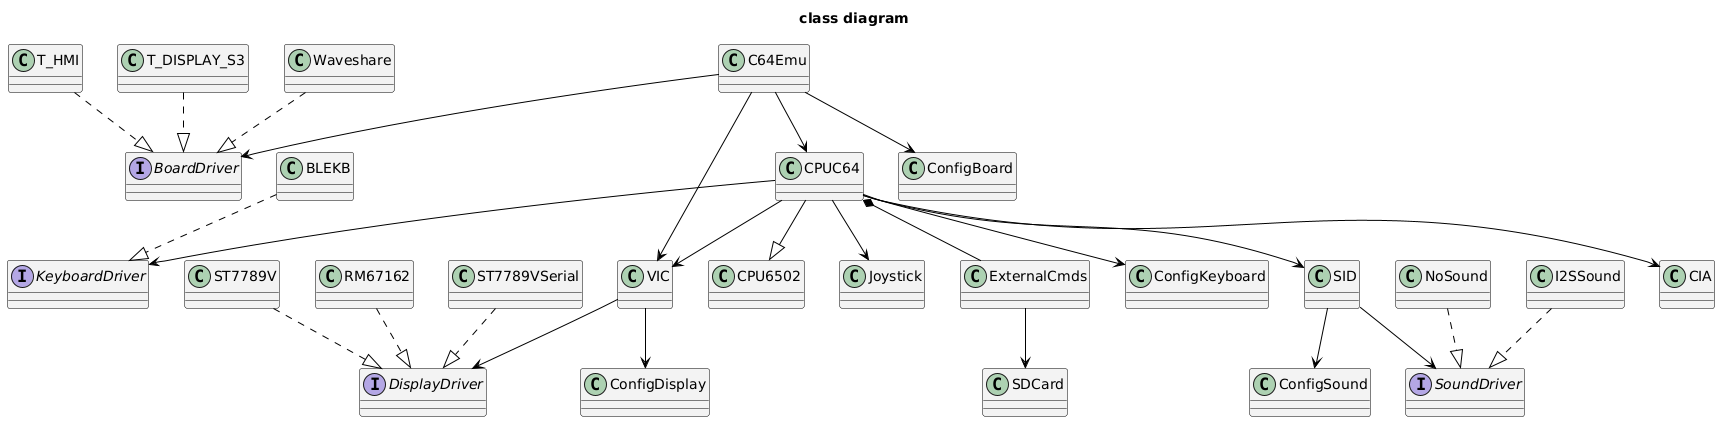 class diagram
C T_HMI
C T_DISPLAY_S3
C Waveshare
C C64Emu
I BoardDriver
C BLEKB
C CPUC64
C ConfigBoard
I KeyboardDriver
C ST7789V
C RM67162
C ST7789VSerial
C VIC
C CPU6502
C Joystick
C ExternalCmds
C ConfigKeyboard
C SID
C NoSound
C I2SSound
C CIA
I DisplayDriver
C ConfigDisplay
C SDCard
C ConfigSound
I SoundDriver